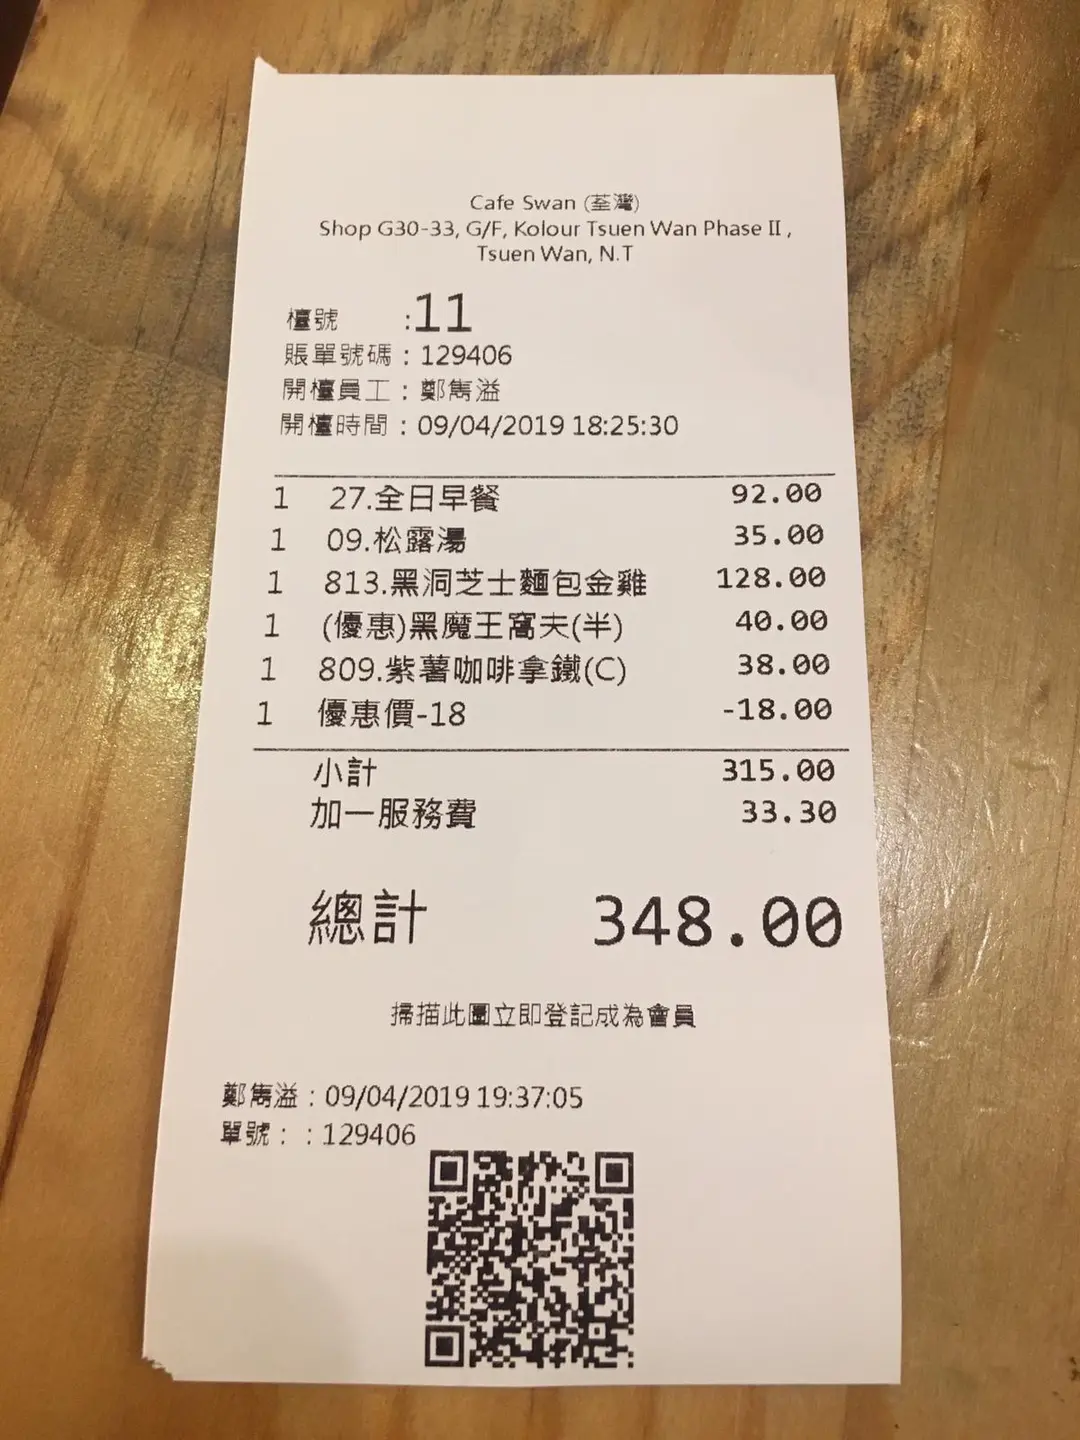 Cafe Swan (荃灣)
Shop G30-33, G/F, Kolour Tsuen Wan Phase II ,
Tsuen Wan, N.T
檯號 :11
賬單號碼 : 129406
開檯員工 : 鄭雋溢
開檯時間 : 09/04/2019 18:25:30
1 27.全日早餐 92.00
1 09.松露湯 35.00
1 813.黑洞芝士麵包金雞 128.00
1 (優惠)黑魔王窩夫(半) 40.00
1 809.紫薯咖啡拿鐵(C) 38.00
1 優惠價-18 -18.00
小計 315.00
加一服務費 33.30
總計 348.00
掃描此圖立即登記成為會員
鄭雋溢 : 09/04/2019 19:37:05
單號 : : 129406